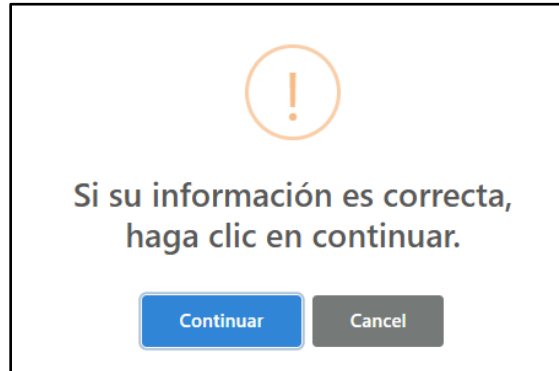 Si su información es correcta,
haga clic en continuar.
Continuar
Cancel